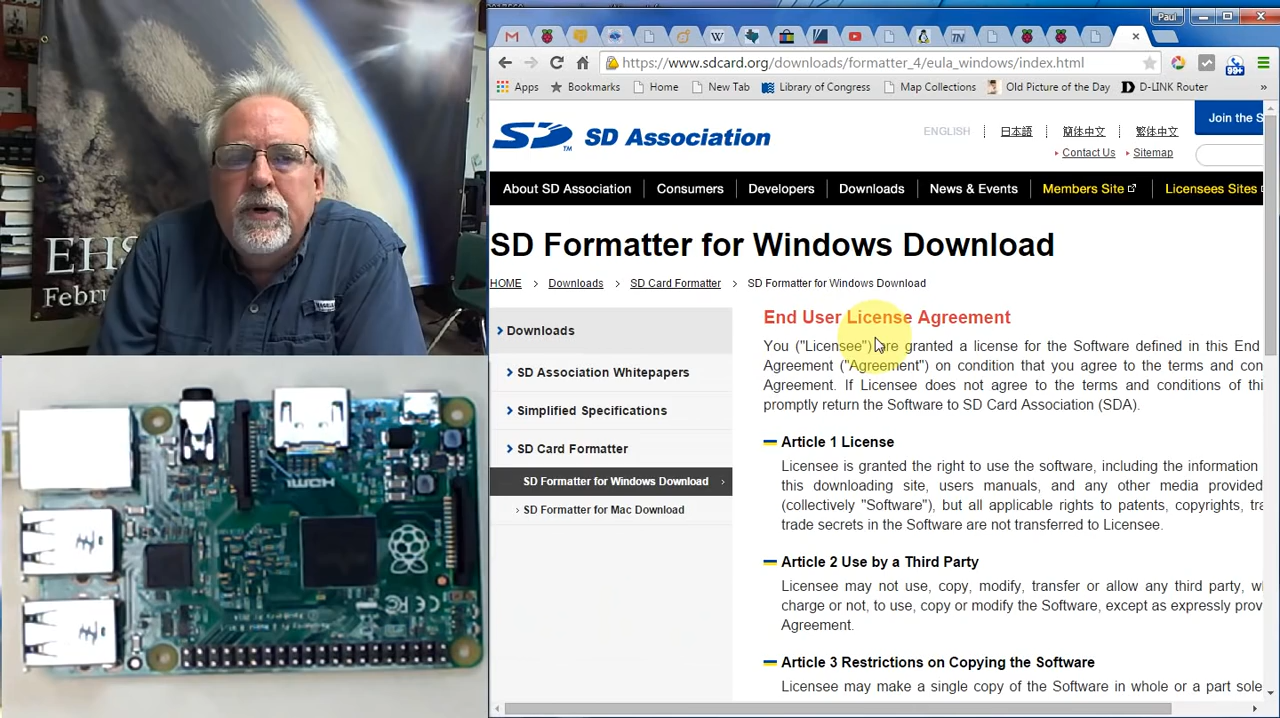 EHS
Febru
HDMI
Paul
https://www.sdcard.org/downloads/formatter_4/eula_windows/index.html
Apps Bookmarks Home New Tab Library of Congress Map Collections Old Picture of the Day D-LINK Router »
SD SD Association
TM
ENGLISH 日本語 簡体中文 繁体中文
Contact Us Sitemap
Join the S
About SD Association Consumers Developers Downloads News & Events Members Site Licensees Sites
SD Formatter for Windows Download
HOME > Downloads > SD Card Formatter > SD Formatter for Windows Download
Downloads
SD Association Whitepapers
Simplified Specifications
SD Card Formatter
SD Formatter for Windows Download
SD Formatter for Mac Download
End User License Agreement
You ("Licensee") are granted a license for the Software defined in this End
Agreement ("Agreement") on condition that you agree to the terms and con
Agreement. If Licensee does not agree to the terms and conditions of thi
promptly return the Software to SD Card Association (SDA).
Article 1 License
Licensee is granted the right to use the software, including the information
this downloading site, users manuals, and any other media provided
(collectively "Software"), but all applicable rights to patents, copyrights, tra
trade secrets in the Software are not transferred to Licensee.
Article 2 Use by a Third Party
Licensee may not use, copy, modify, transfer or allow any third party, w
charge or not, to use, copy or modify the Software, except as expressly prov
Agreement.
Article 3 Restrictions on Copying the Software
Licensee may make a single copy of the Software in whole or a part sole